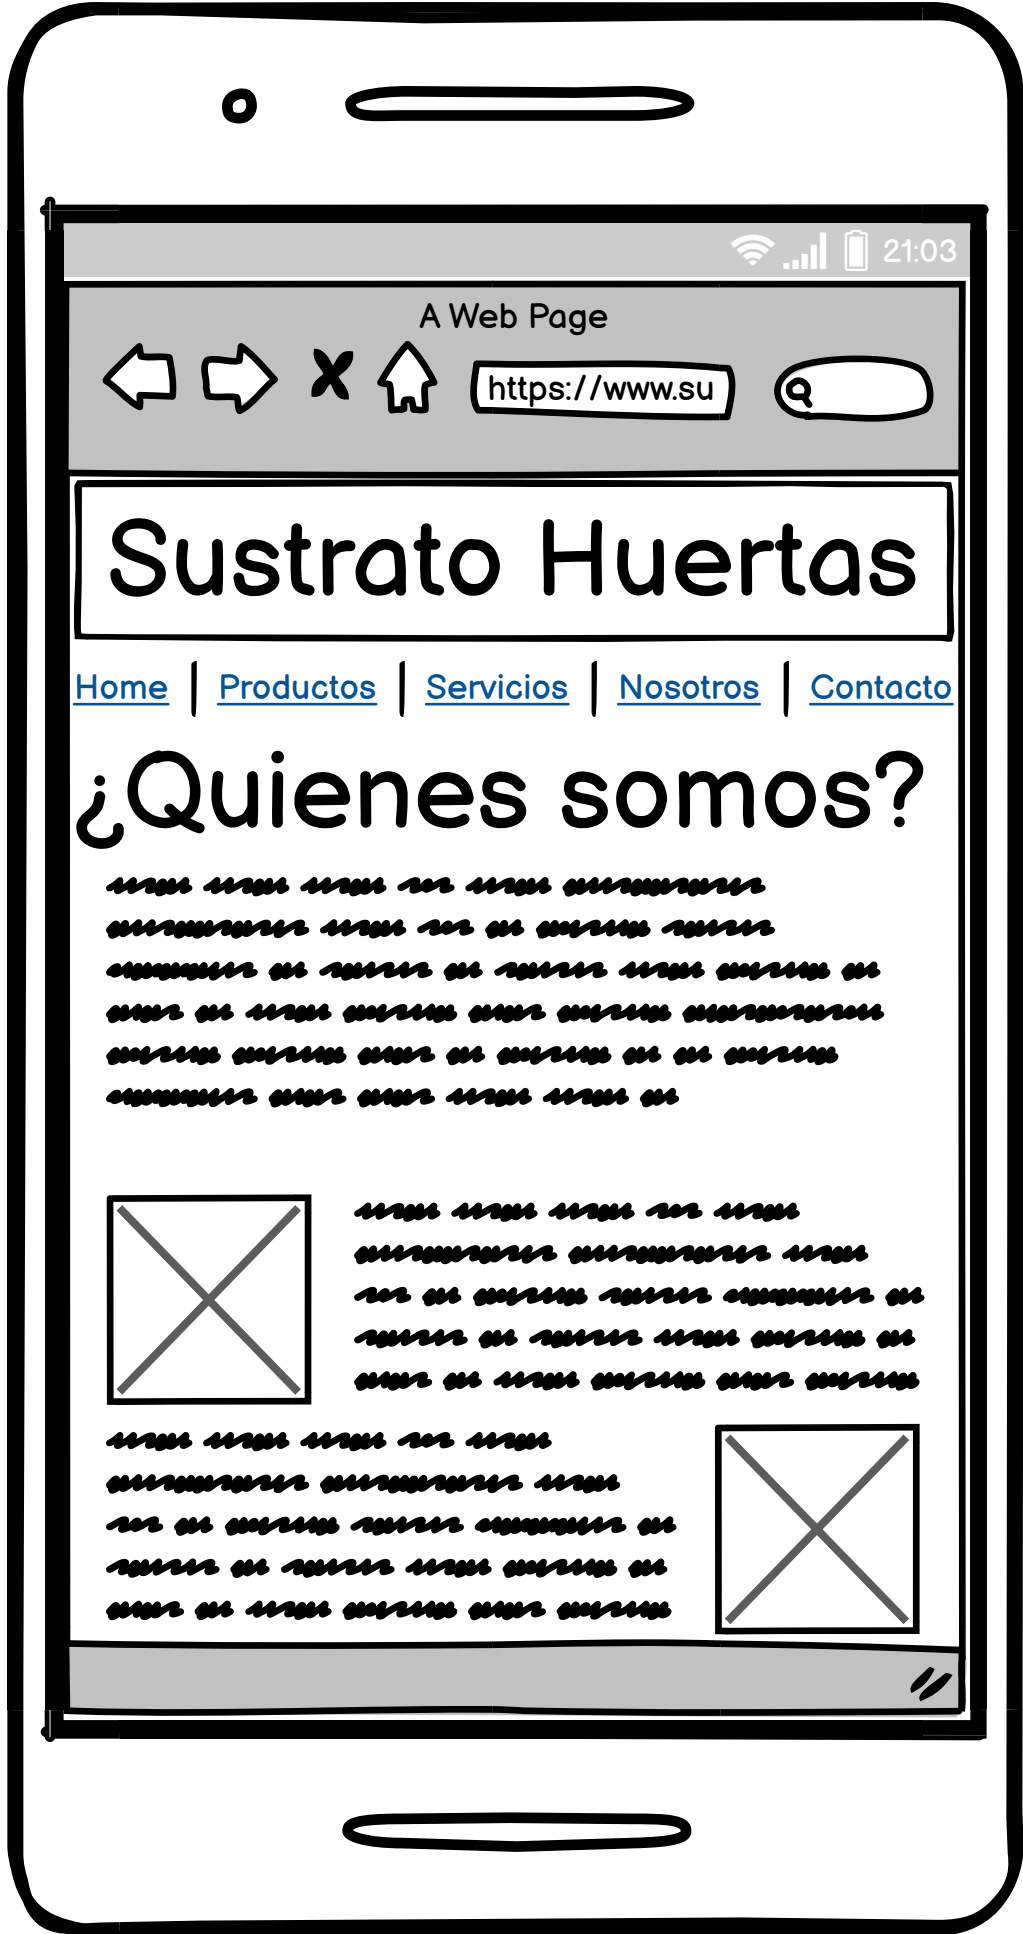 21:03
A Web Page
https://www.su
Sustrato Huertas
Home | Productos | Servicios | Nosotros | Contacto
¿Quienes somos?